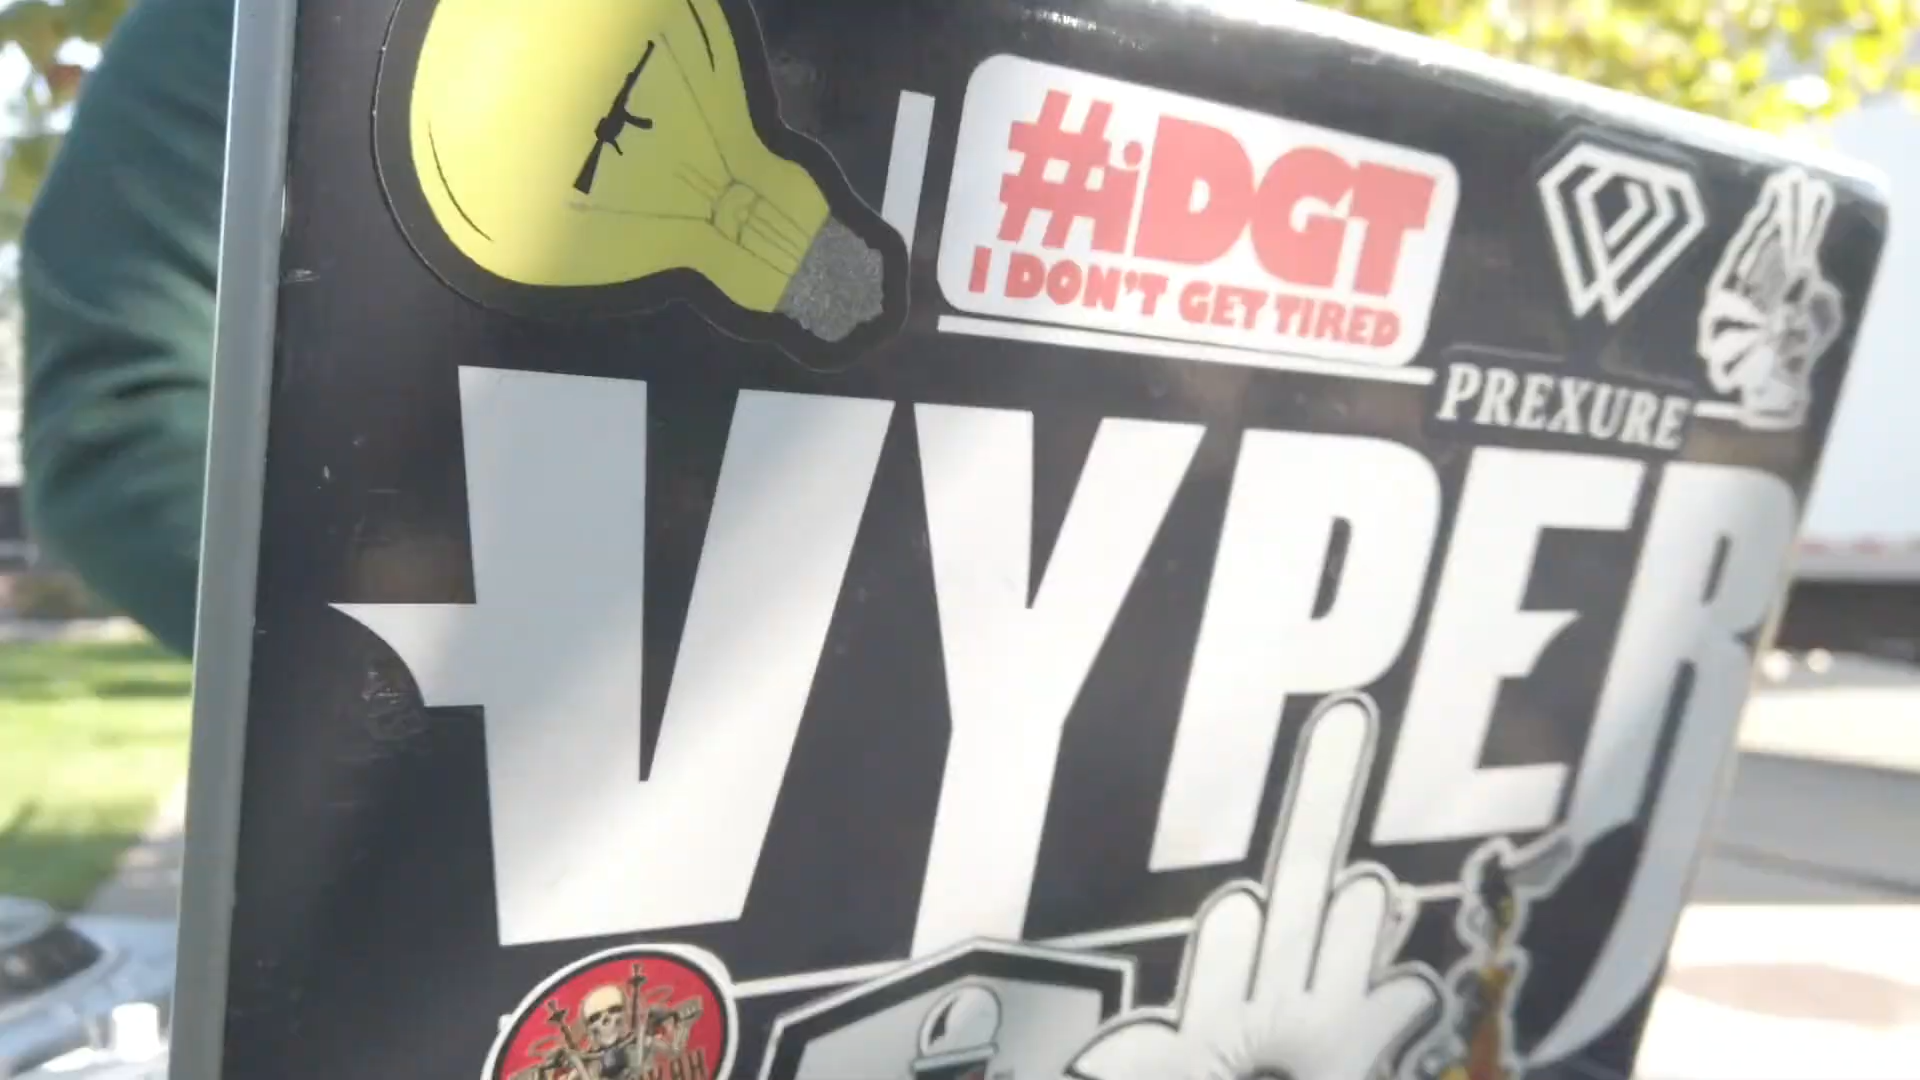 #iDGT
I DON'T GET TIRED
PREXURE
VYPER